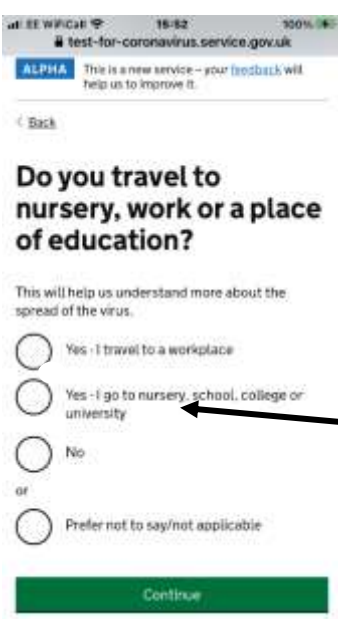 EE WiFiCall 15:52 100%
test-for-coronavirus.service.gov.uk
ALPHA This is a new service – your feedback will
help us to improve it.
< Back
Do you travel to
nursery, work or a place
of education?
This will help us understand more about the
spread of the virus.
Yes - I travel to a workplace
Yes - I go to nursery, school, college or
university
No
or
Prefer not to say/not applicable
Continue